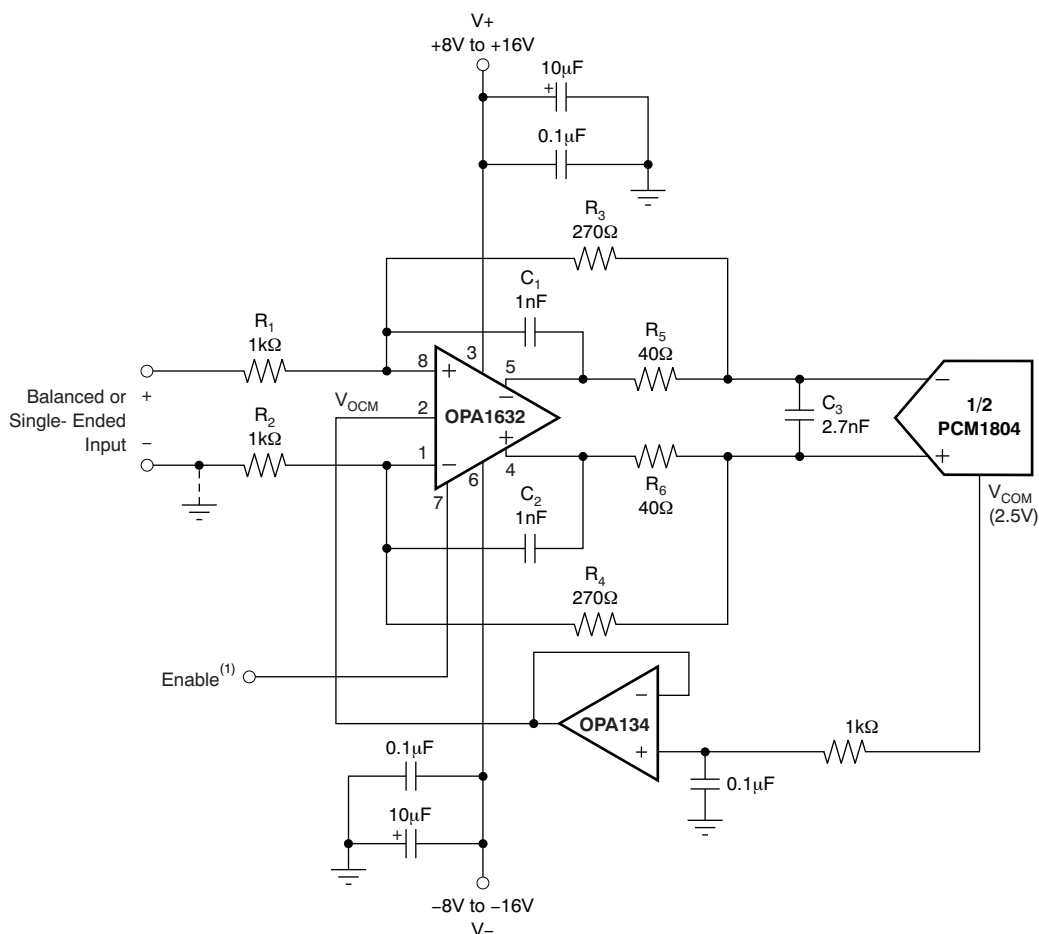 V+
+8V to +16V
10µF
+
0.1µF
R3
270Ω
C1
1nF
R1
1kΩ
R5
40Ω
3
5
8
+
−
−
Balanced or
Single- Ended
Input
+
−
VOCM
2
OPA1632
C3
2.7nF
1/2
PCM1804
R2
1kΩ
1
−
+
4
+
6
7
C2
1nF
R6
40Ω
VCOM
(2.5V)
R4
270Ω
Enable(1)
−
OPA134
+
1kΩ
0.1µF
0.1µF
10µF
+
−8V to −16V
V−